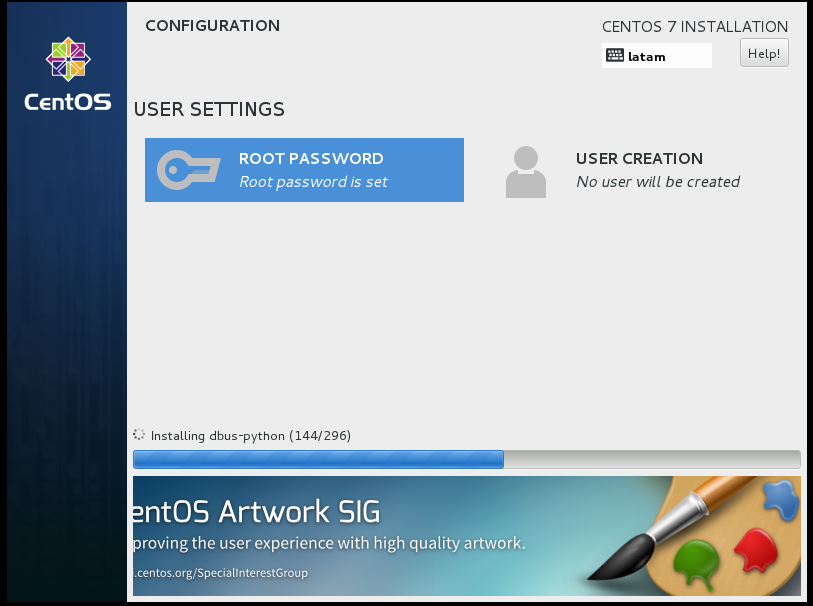 CONFIGURATION
CENTOS 7 INSTALLATION
latam
Help!
CentOS
USER SETTINGS
ROOT PASSWORD
Root password is set
USER CREATION
No user will be created
Installing dbus-python (144/296)
entOS Artwork SIG
proving the user experience with high quality artwork.
.centos.org/SpecialInterestGroup